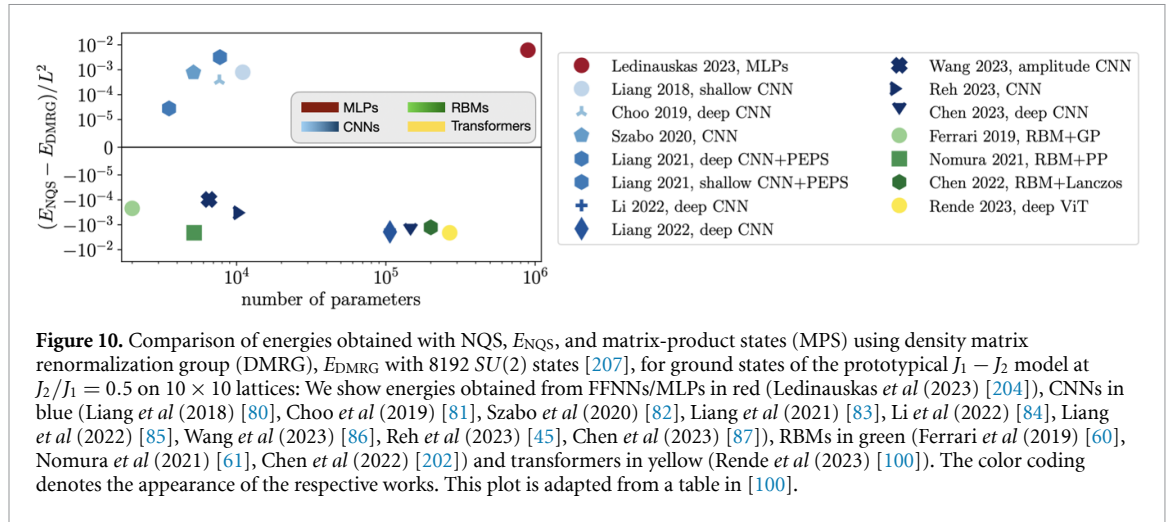 10⁻²
10⁻³
10⁻⁴
10⁻⁵
0
−10⁻⁵
−10⁻⁴
−10⁻³
−10⁻²
(E_NQS − E_DMRG)/L²
MLPs
RBMs
CNNs
Transformers
10⁴
10⁵
10⁶
number of parameters
Ledinauskas 2023, MLPs
Liang 2018, shallow CNN
Choo 2019, deep CNN
Szabo 2020, CNN
Liang 2021, deep CNN+PEPS
Liang 2021, shallow CNN+PEPS
Li 2022, deep CNN
Liang 2022, deep CNN
Wang 2023, amplitude CNN
Reh 2023, CNN
Chen 2023, deep CNN
Ferrari 2019, RBM+GP
Nomura 2021, RBM+PP
Chen 2022, RBM+Lanczos
Rende 2023, deep ViT
Figure 10. Comparison of energies obtained with NQS, E_NQS, and matrix-product states (MPS) using density matrix
renormalization group (DMRG), E_DMRG with 8192 SU(2) states [207], for ground states of the prototypical J₁ − J₂ model at
J₂/J₁ = 0.5 on 10 × 10 lattices: We show energies obtained from FFNNs/MLPs in red (Ledinauskas et al (2023) [204]), CNNs in
blue (Liang et al (2018) [80], Choo et al (2019) [81], Szabo et al (2020) [82], Liang et al (2021) [83], Li et al (2022) [84], Liang
et al (2022) [85], Wang et al (2023) [86], Reh et al (2023) [45], Chen et al (2023) [87]), RBMs in green (Ferrari et al (2019) [60],
Nomura et al (2021) [61], Chen et al (2022) [202]) and transformers in yellow (Rende et al (2023) [100]). The color coding
denotes the appearance of the respective works. This plot is adapted from a table in [100].